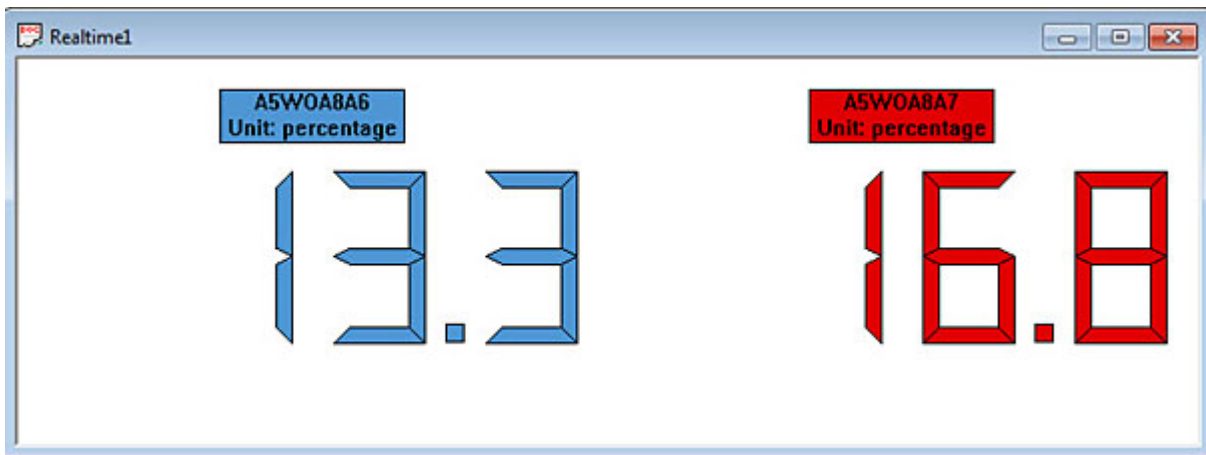 Realtime1
A5W0A8A6
Unit: percentage
A5W0A8A7
Unit: percentage
13.3
16.8